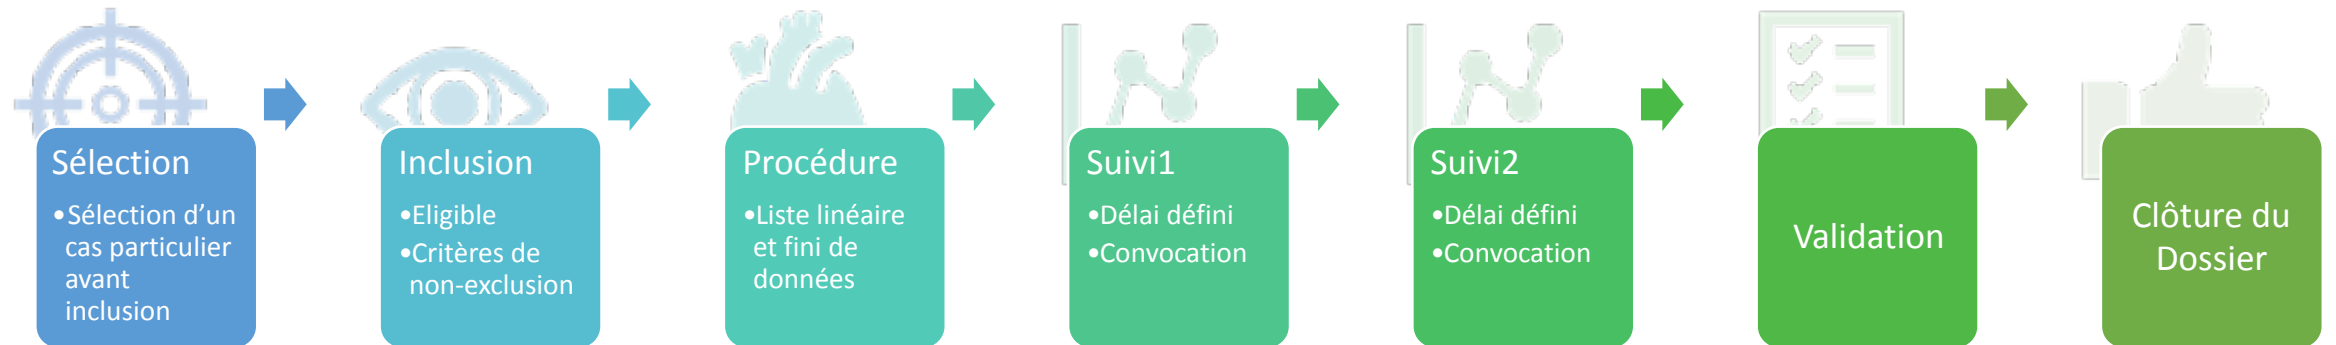 Sélection
•Sélection d’un
cas particulier
avant
inclusion
Inclusion
•Eligible
•Critères de
non-exclusion
Procédure
•Liste linéaire
et fini de
données
Suivi1
•Délai défini
•Convocation
Suivi2
•Délai défini
•Convocation
Validation
Clôture du
Dossier